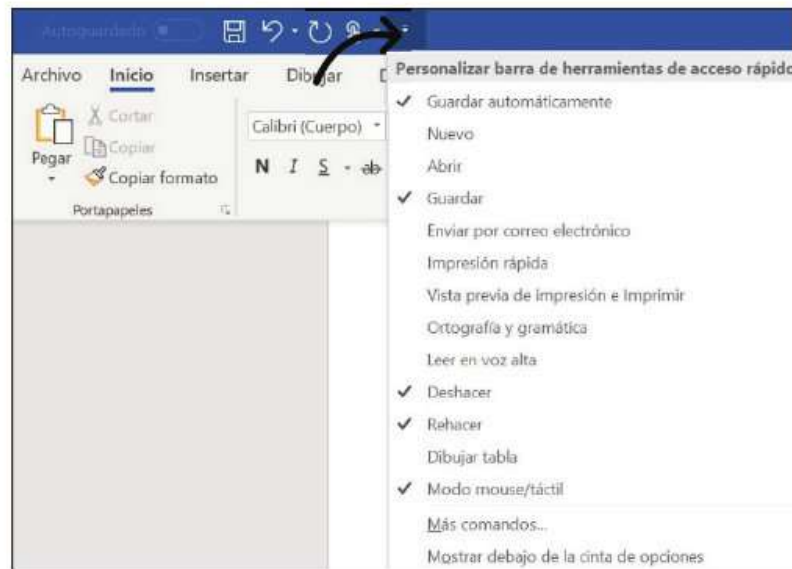 Autoguardado
Archivo Inicio Insertar Dibujar
Pegar
Cortar
Copiar
Copiar formato
Portapapeles
Calibri (Cuerpo)
N I S ab
Personalizar barra de herramientas de acceso rápido
Guardar automáticamente
Nuevo
Abrir
Guardar
Enviar por correo electrónico
Impresión rápida
Vista previa de impresión e Imprimir
Ortografía y gramática
Leer en voz alta
Deshacer
Rehacer
Dibujar tabla
Modo mouse/táctil
Más comandos...
Mostrar debajo de la cinta de opciones